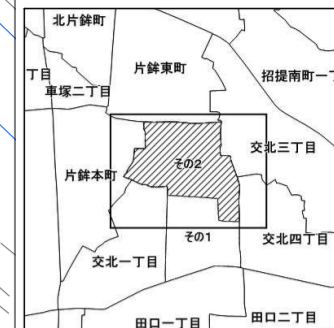 北片鉾町
片鉾東町
丁目
車塚二丁目
招提南町一丁
その2
交北三丁目
片鉾本町
その1
交北四丁目
交北一丁目
田口一丁目
田口二丁目